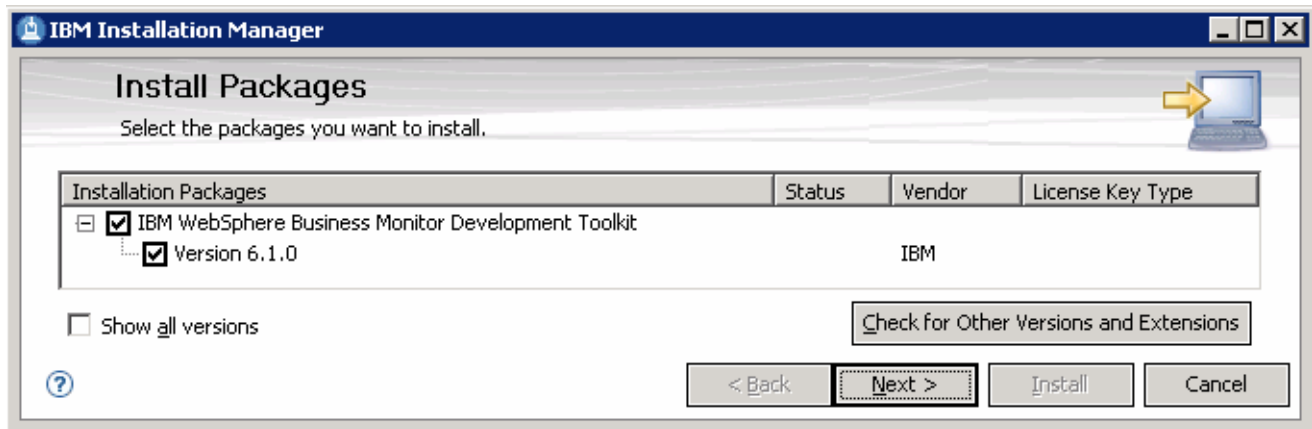 IBM Installation Manager
Install Packages
Select the packages you want to install.
Installation Packages Status Vendor License Key Type
IBM WebSphere Business Monitor Development Toolkit
Version 6.1.0 IBM
Show all versions Check for Other Versions and Extensions
? < Back Next > Install Cancel